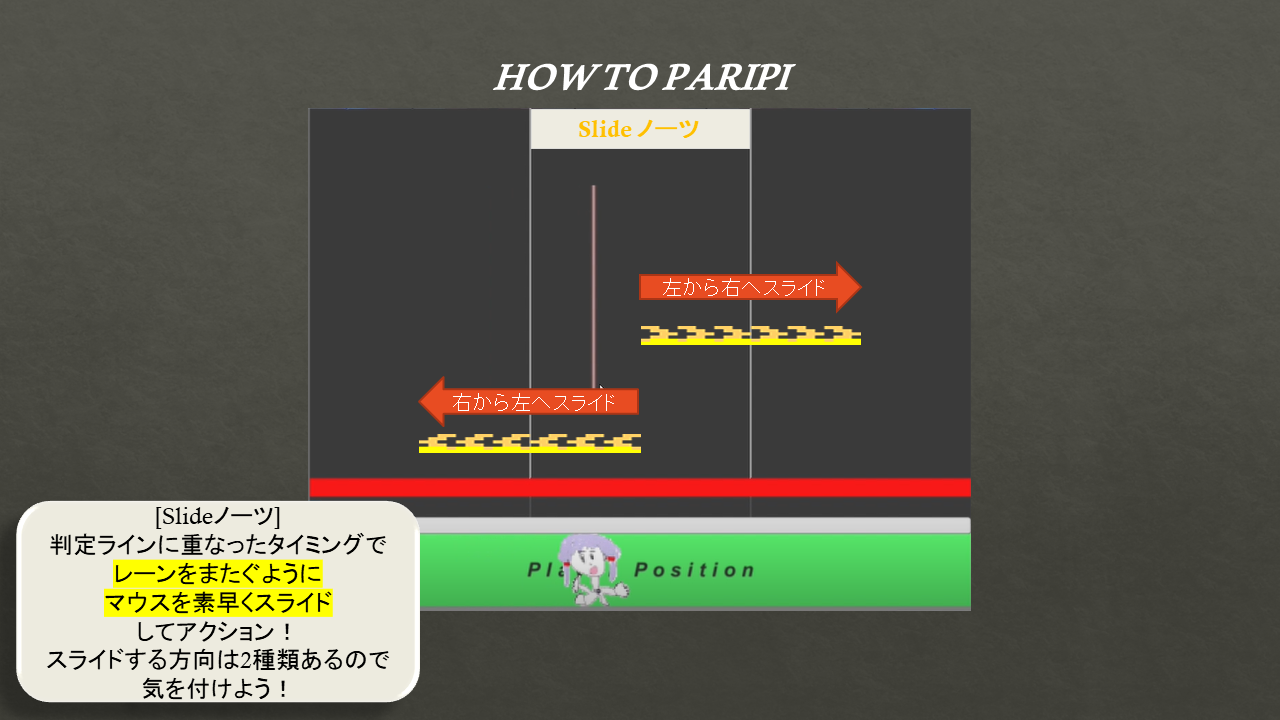 HOW TO PARIPI
Slide ノーツ
左から右へスライド
右から左へスライド
[Slideノーツ]
判定ラインに重なったタイミングで
レーンをまたぐように
マウスを素早くスライド
してアクション！
スライドする方向は2種類あるので
気を付けよう！
Position